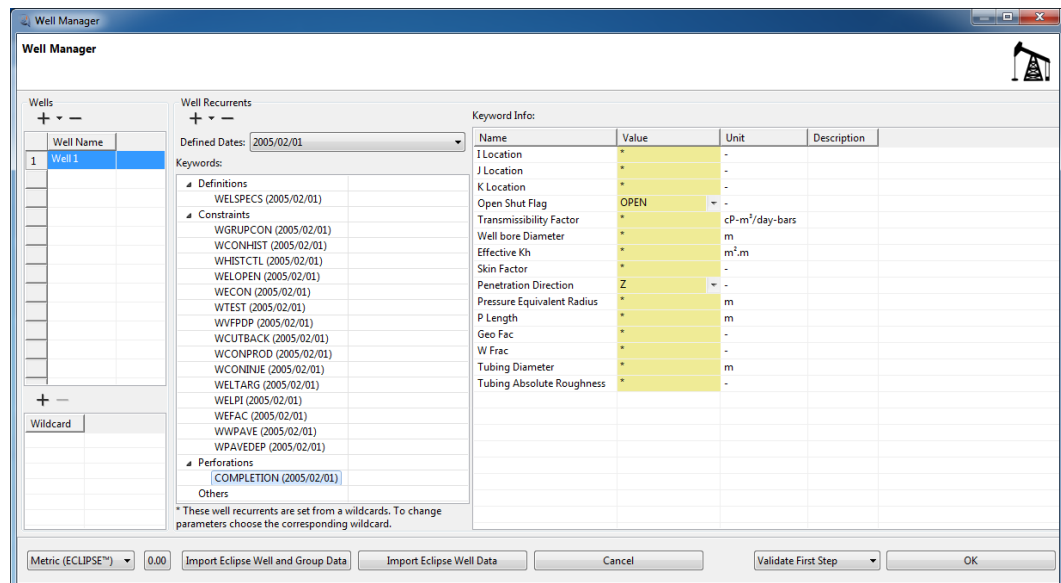 Well Manager
Well Manager
Wells
Well Name
1 Well 1
Wildcard
Well Recurrents
Defined Dates: 2005/02/01
Keywords:
Definitions
WELSPECS (2005/02/01)
Constraints
WGRUPCON (2005/02/01)
WCONHIST (2005/02/01)
WHISTCTL (2005/02/01)
WELOPEN (2005/02/01)
WECON (2005/02/01)
WTEST (2005/02/01)
WVFPDP (2005/02/01)
WCUTBACK (2005/02/01)
WCONPROD (2005/02/01)
WCONINJE (2005/02/01)
WELTARG (2005/02/01)
WELPI (2005/02/01)
WEFAC (2005/02/01)
WWPAVE (2005/02/01)
WPAVEDEP (2005/02/01)
Perforations
COMPLETION (2005/02/01)
Others
* These well recurrents are set from a wildcards. To change
parameters choose the corresponding wildcard.
Keyword Info:
Name Value Unit Description
I Location * -
J Location * -
K Location * -
Open Shut Flag OPEN -
Transmissibility Factor * cP-m³/day-bars
Well bore Diameter * m
Effective Kh * m².m
Skin Factor * -
Penetration Direction Z -
Pressure Equivalent Radius * m
P Length * m
Geo Fac * -
W Frac * -
Tubing Diameter * m
Tubing Absolute Roughness * -
Metric (ECLIPSE™) 0.00 Import Eclipse Well and Group Data Import Eclipse Well Data Cancel Validate First Step OK